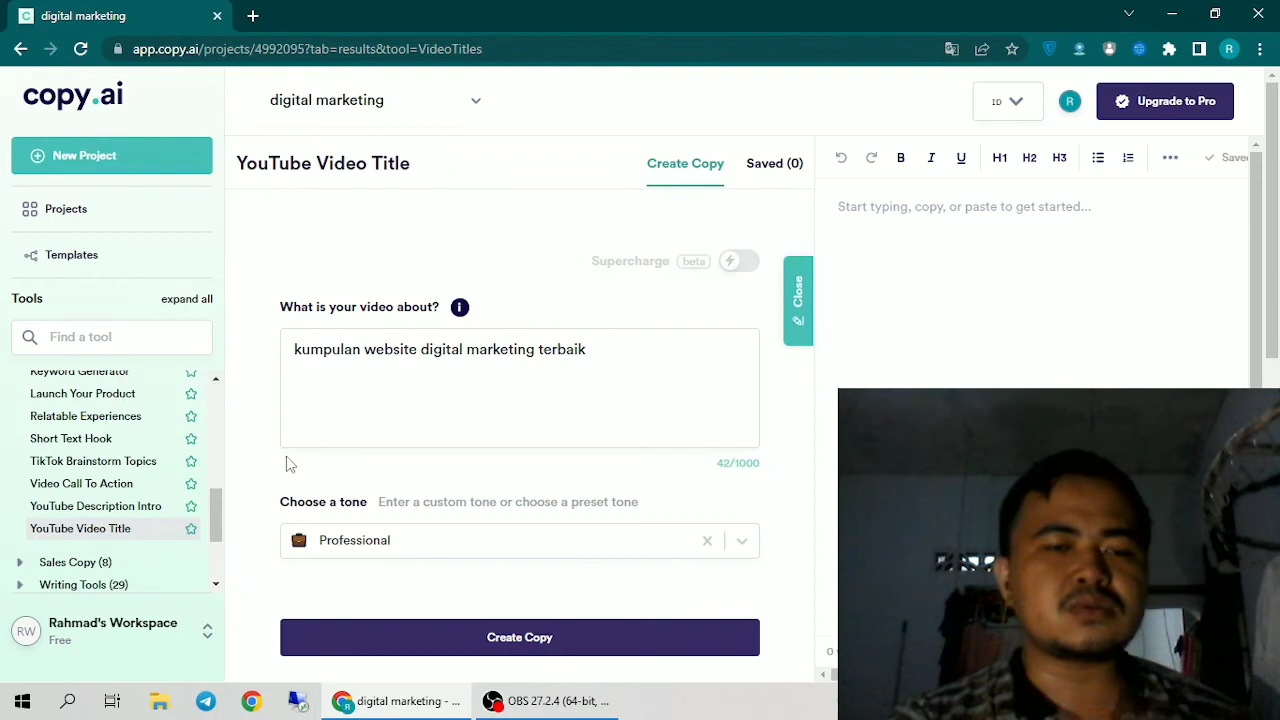 digital marketing
app.copy.ai/projects/4992095?tab=results&tool=VideoTitles
R
copy.ai
digital marketing
ID
R
Upgrade to Pro
New Project
YouTube Video Title
Create Copy
Saved (0)
B
I
U
H1
H2
H3
Saved
Projects
Start typing, copy, or paste to get started...
Templates
Supercharge
beta
Tools
expand all
Close
What is your video about?
Find a tool
kumpulan website digital marketing terbaik
Keyword Generator
Launch Your Product
Relatable Experiences
Short Text Hook
TikTok Brainstorm Topics
42/1000
Video Call To Action
YouTube Description Intro
Choose a tone
Enter a custom tone or choose a preset tone
YouTube Video Title
Professional
Sales Copy (8)
Writing Tools (29)
RW
Rahmad's Workspace
Free
Create Copy
0
digital marketing - ...
OBS 27.2.4 (64-bit, ...